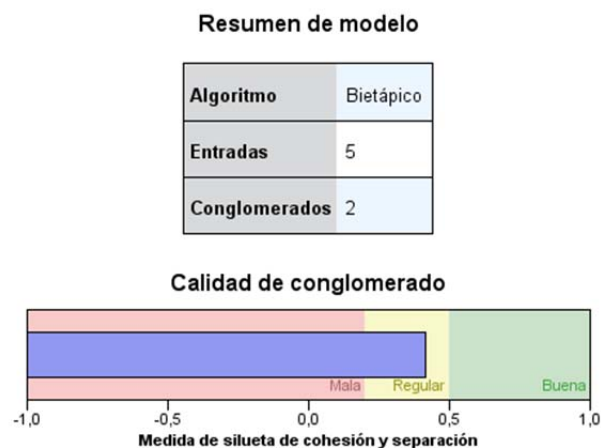 Resumen de modelo
Algoritmo Bietápico
Entradas 5
Conglomerados 2
Calidad de conglomerado
Mala Regular Buena
-1,0 -0,5 0,0 0,5 1,0
Medida de silueta de cohesión y separación